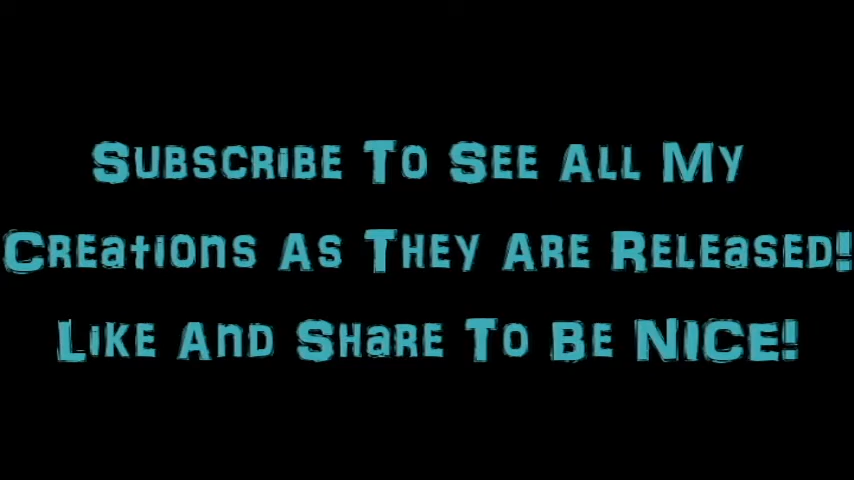 Subscribe To See All My
Creations As They Are Released!
Like And Share To Be NICE!